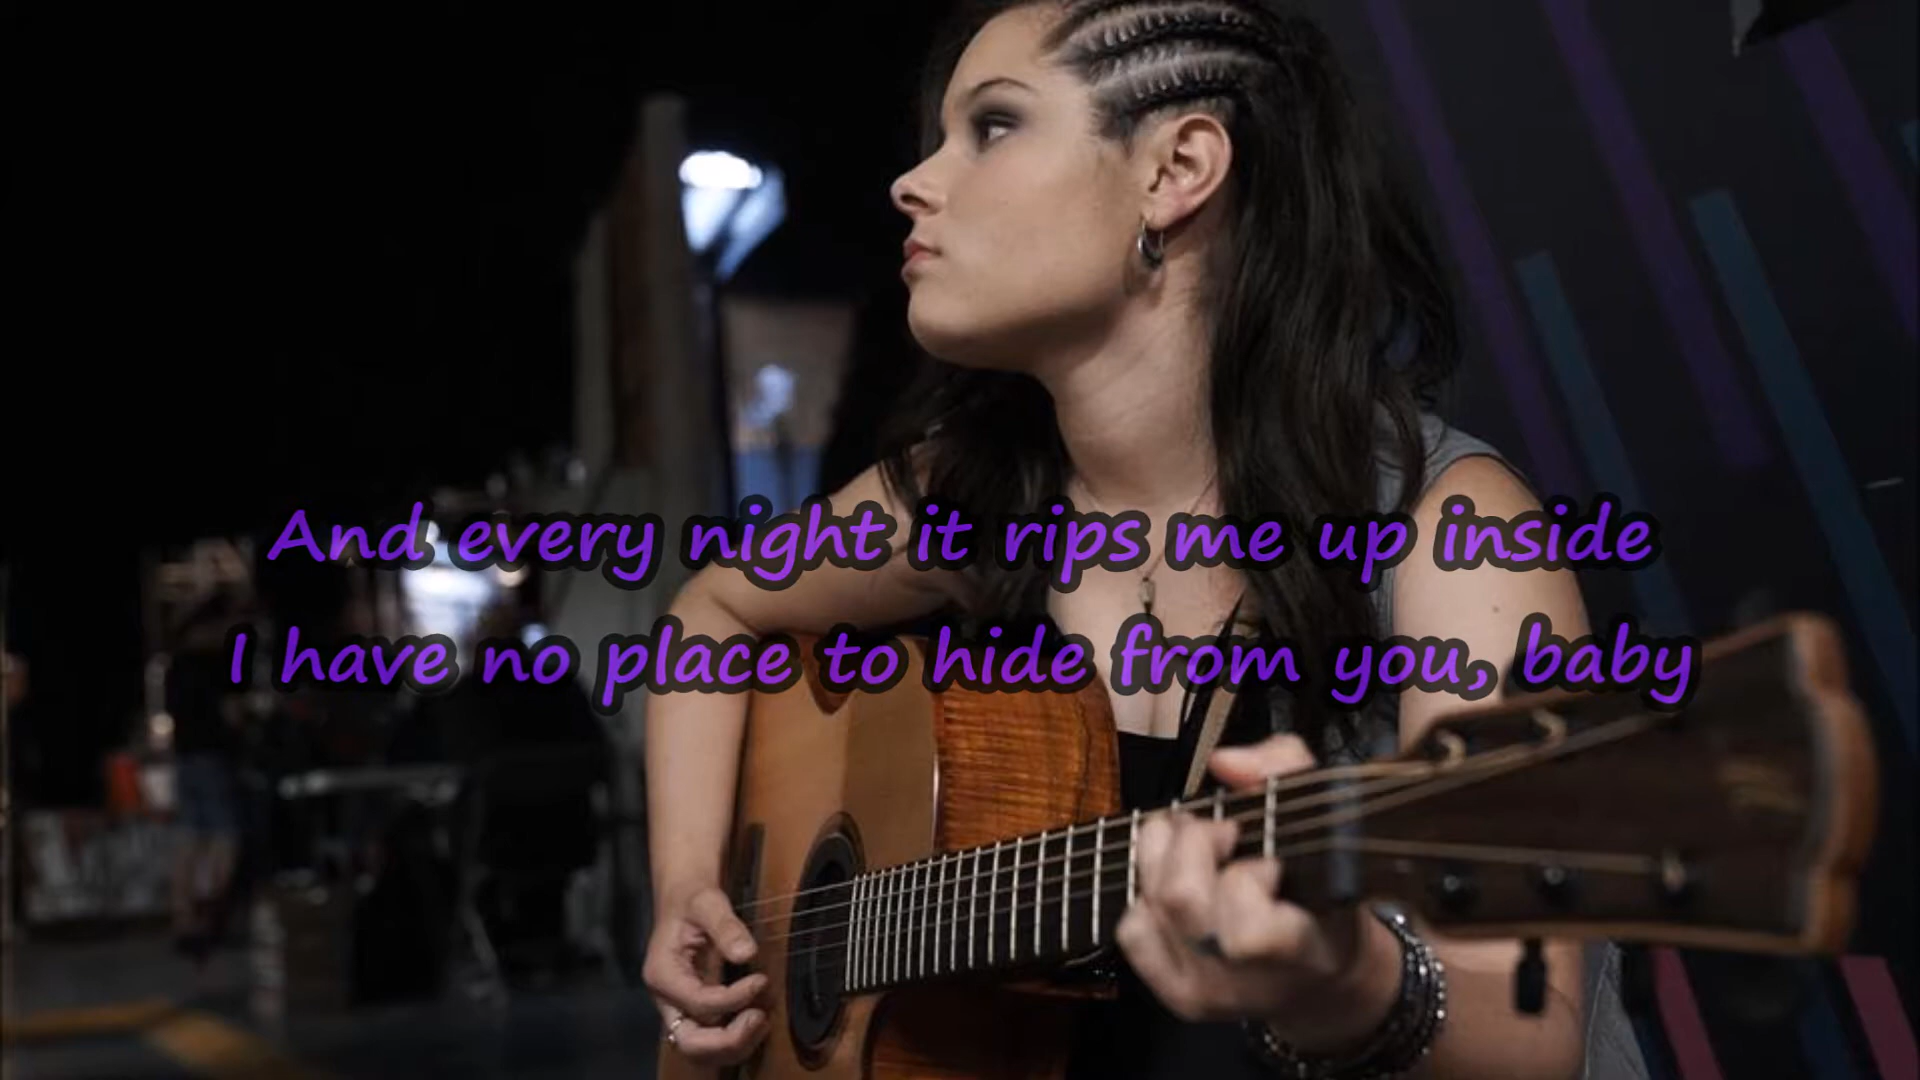 And every night it rips me up inside
I have no place to hide from you, baby